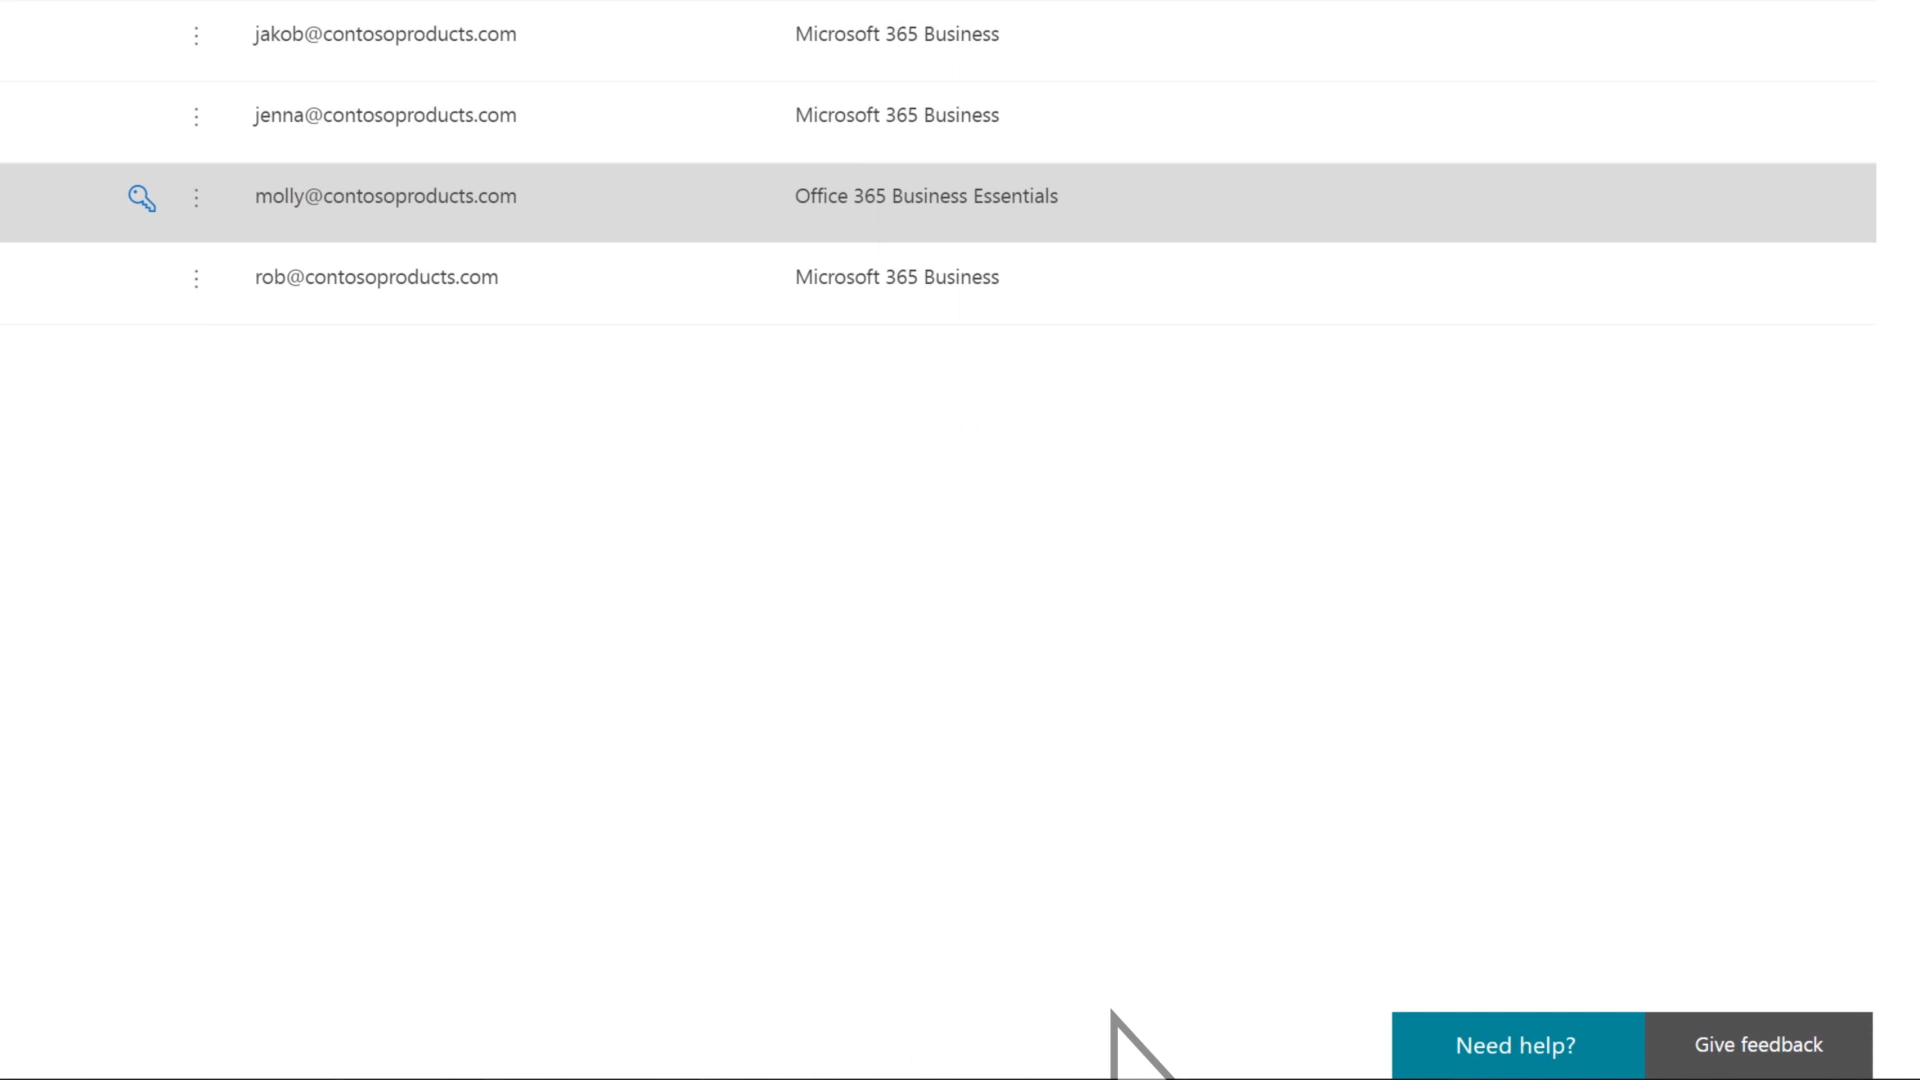 jakob@contosoproducts.com Microsoft 365 Business
jenna@contosoproducts.com Microsoft 365 Business
molly@contosoproducts.com Office 365 Business Essentials
rob@contosoproducts.com Microsoft 365 Business
Need help? Give feedback